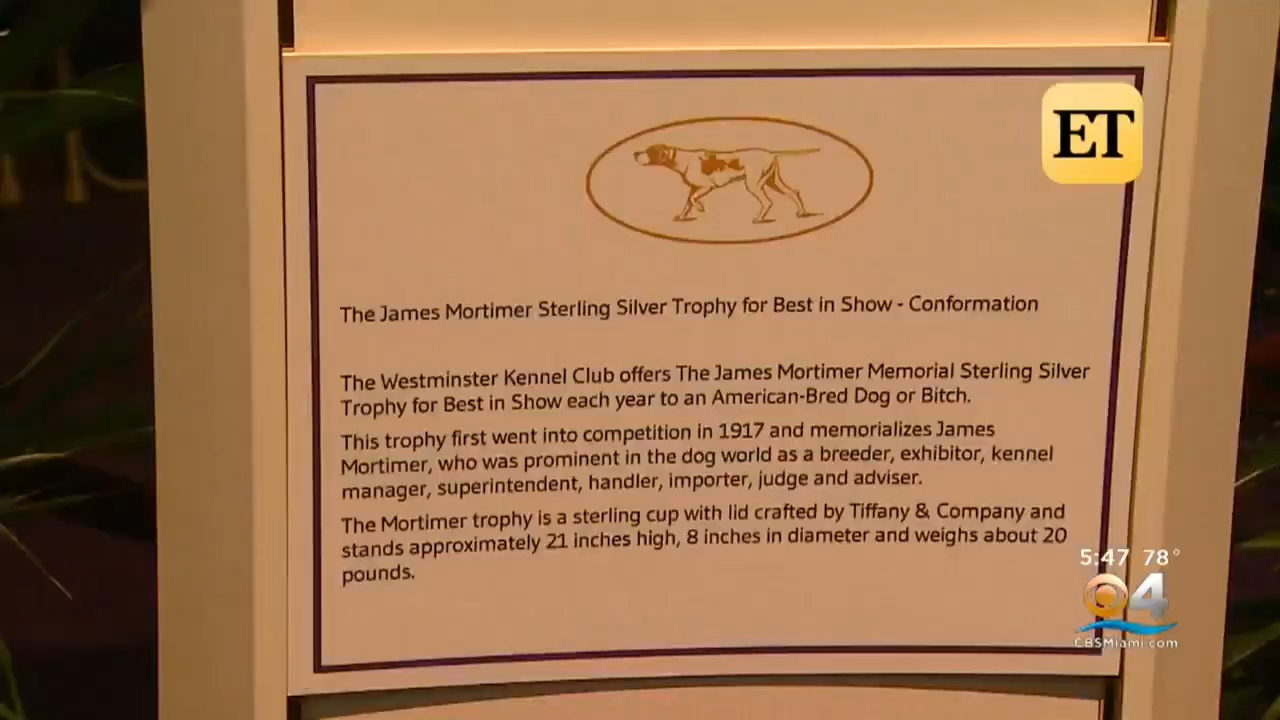 ET
The James Mortimer Sterling Silver Trophy for Best in Show - Conformation
The Westminster Kennel Club offers The James Mortimer Memorial Sterling Silver
Trophy for Best in Show each year to an American-Bred Dog or Bitch.
This trophy first went into competition in 1917 and memorializes James
Mortimer, who was prominent in the dog world as a breeder, exhibitor, kennel
manager, superintendent, handler, importer, judge and adviser.
The Mortimer trophy is a sterling cup with lid crafted by Tiffany & Company and
stands approximately 21 inches high, 8 inches in diameter and weighs about 20
pounds.
5:47 78°
4
CBSMiami.com